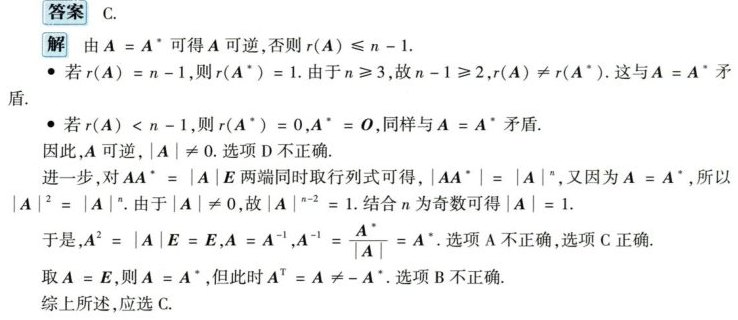 答案 C.
解 由 A = A* 可得 A 可逆,否则 r(A) ≤ n - 1.
• 若 r(A) = n - 1,则 r(A*) = 1. 由于 n ≥ 3,故 n - 1 ≥ 2,r(A) ≠ r(A*). 这与 A = A* 矛
盾.
• 若 r(A) < n - 1,则 r(A*) = 0,A* = O,同样与 A = A* 矛盾.
因此,A 可逆, |A| ≠ 0. 选项 D 不正确.
进一步,对 AA* = |A|E 两端同时取行列式可得, |AA*| = |A|ⁿ,又因为 A = A*,所以
|A|² = |A|ⁿ. 由于 |A| ≠ 0,故 |A|ⁿ⁻² = 1. 结合 n 为奇数可得 |A| = 1.
于是,A² = |A|E = E,A = A⁻¹,A⁻¹ = A*/|A| = A*. 选项 A 不正确,选项 C 正确.
取 A = E,则 A = A*,但此时 Aᵀ = A ≠ - A*. 选项 B 不正确.
综上所述,应选 C.